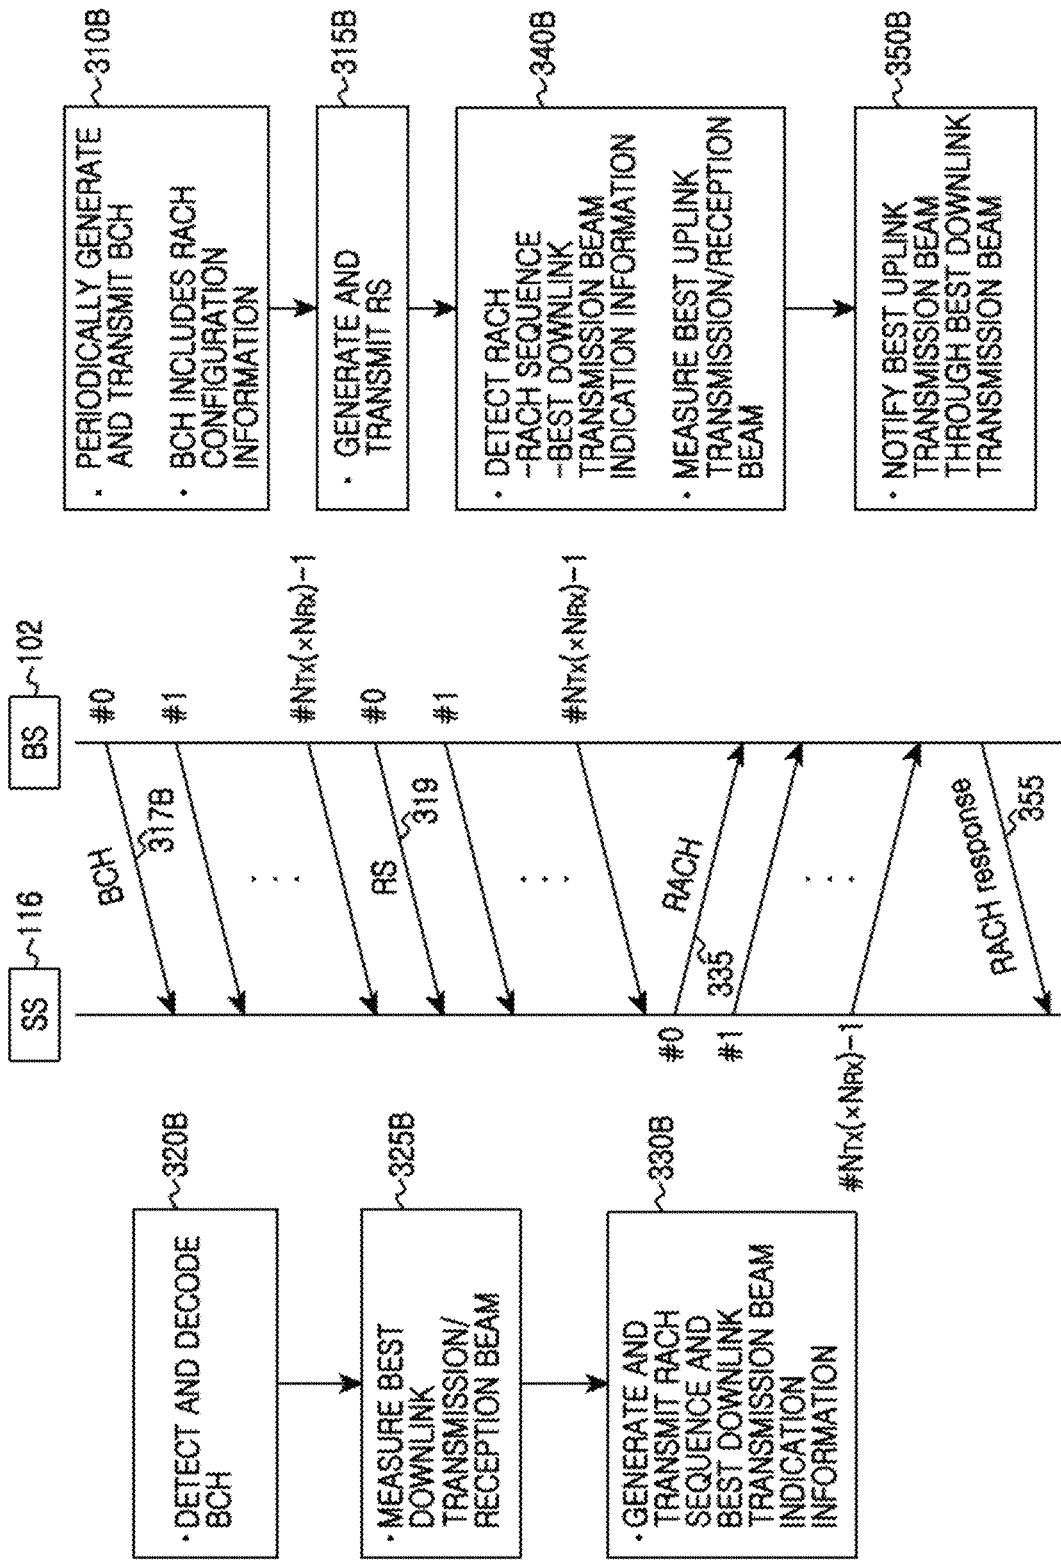 SS
116
BS
102
• DETECT AND DECODE
BCH
320B
• MEASURE BEST
DOWNLINK
TRANSMISSION/
RECEPTION BEAM
325B
• GENERATE AND
TRANSMIT RACH
SEQUENCE AND
BEST DOWNLINK
TRANSMISSION BEAM
INDICATION
INFORMATION
330B
BCH
317B
#0
#1
#NTx(×NRx)-1
RS
319
#0
#1
#NTx(×NRx)-1
RACH
335
#0
#1
#NTx(×NRx)-1
RACH response
355
• PERIODICALLY GENERATE
AND TRANSMIT BCH
• BCH INCLUDES RACH
CONFIGURATION
INFORMATION
310B
• GENERATE AND
TRANSMIT RS
315B
• DETECT RACH
-RACH SEQUENCE
-BEST DOWNLINK
TRANSMISSION BEAM
INDICATION INFORMATION
• MEASURE BEST UPLINK
TRANSMISSION/RECEPTION
BEAM
340B
• NOTIFY BEST UPLINK
TRANSMISSION BEAM
THROUGH BEST DOWNLINK
TRANSMISSION BEAM
350B